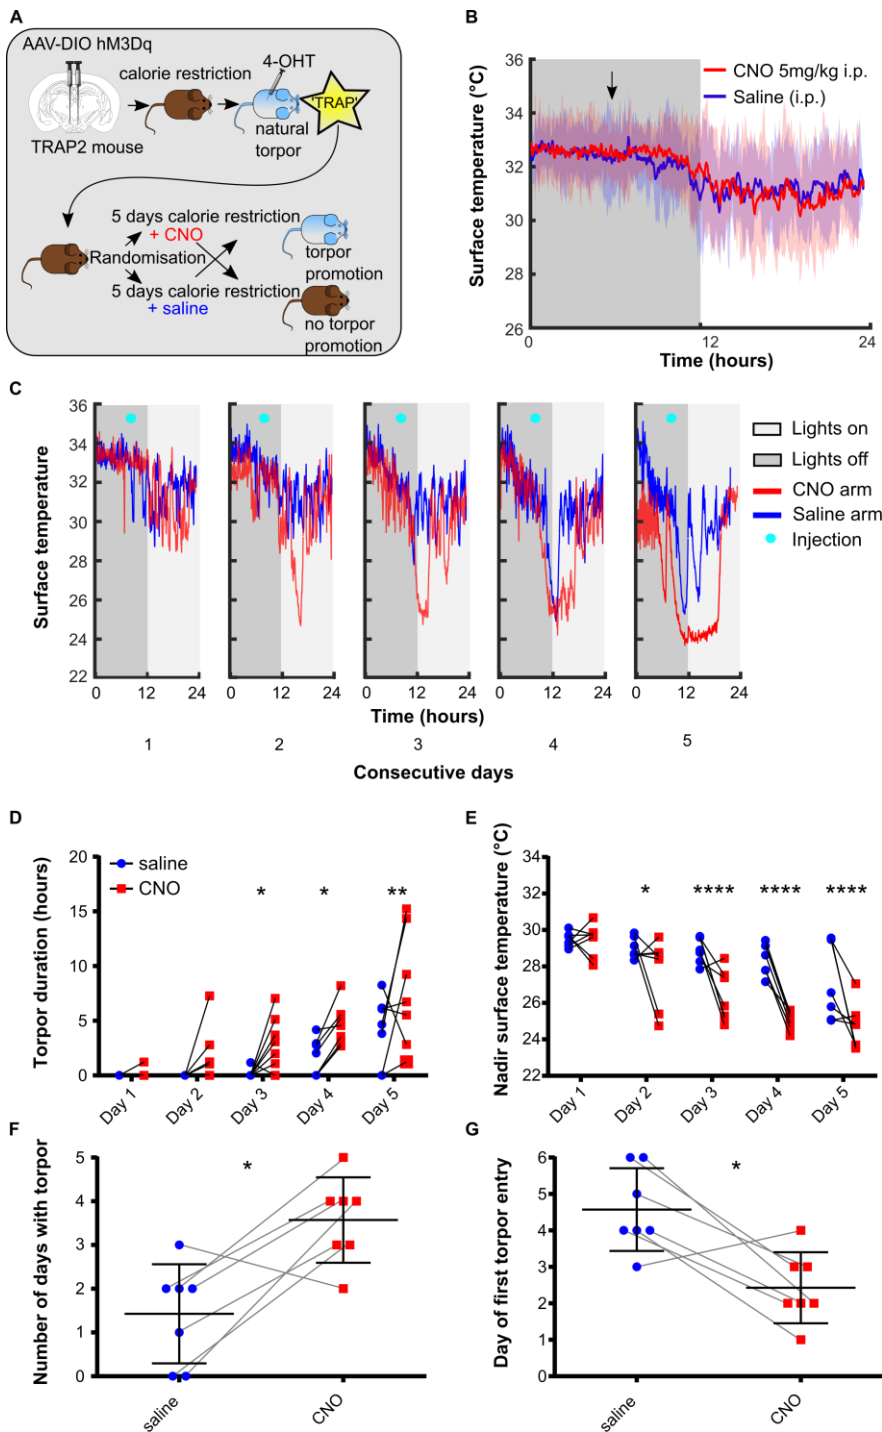 A
AAV-DIO hM3Dq
calorie restriction
4-OHT
'TRAP'
TRAP2 mouse
natural
torpor
5 days calorie restriction
+ CNO
Randomisation
5 days calorie restriction
+ saline
torpor
promotion
no torpor
promotion
B
Surface temperature (°C)
36
34
32
30
28
26
CNO 5mg/kg i.p.
Saline (i.p.)
0 12 24
Time (hours)
C
Surface temperature
36
34
32
30
28
26
24
22
0 12 24 0 12 24 0 12 24 0 12 24 0 12 24
Time (hours)
1 2 3 4 5
Consecutive days
Lights on
Lights off
CNO arm
Saline arm
Injection
D
Torpor duration (hours)
20
15
10
5
0
saline
CNO
* * **
Day 1 Day 2 Day 3 Day 4 Day 5
E
Nadir surface temperature (°C)
34
32
30
28
26
24
22
* **** **** ****
Day 1 Day 2 Day 3 Day 4 Day 5
F
Number of days with torpor
5
4
3
2
1
0
*
saline CNO
G
Day of first torpor entry
6
5
4
3
2
1
0
*
saline CNO